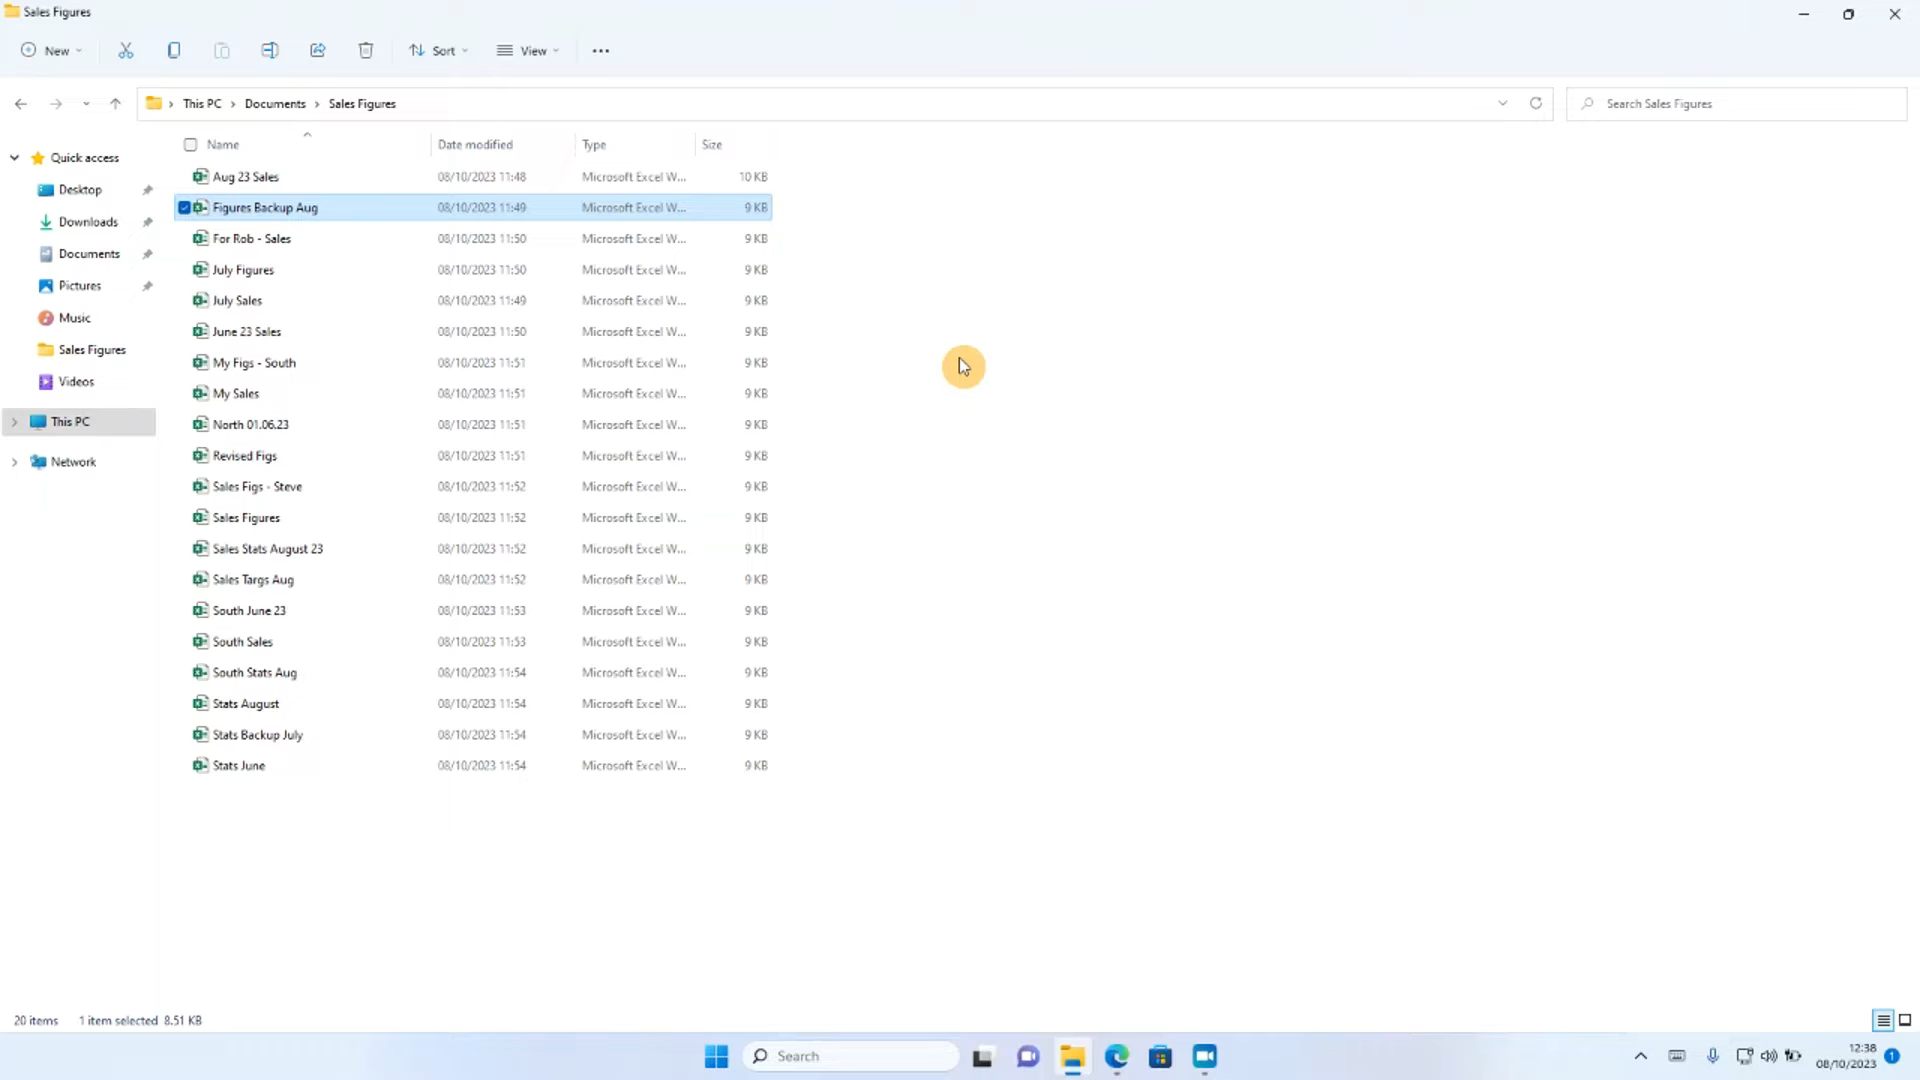 Sales Figures
New
Sort
View
This PC
Documents
Sales Figures
Search Sales Figures
Name Date modified Type Size
Quick access
Desktop
Downloads
Documents
Pictures
Music
Sales Figures
Videos
This PC
Network
Aug 23 Sales 08/10/2023 11:48 Microsoft Excel W... 10 KB
Figures Backup Aug 08/10/2023 11:49 Microsoft Excel W... 9 KB
For Rob - Sales 08/10/2023 11:50 Microsoft Excel W... 9 KB
July Figures 08/10/2023 11:50 Microsoft Excel W... 9 KB
July Sales 08/10/2023 11:49 Microsoft Excel W... 9 KB
June 23 Sales 08/10/2023 11:50 Microsoft Excel W... 9 KB
My Figs - South 08/10/2023 11:51 Microsoft Excel W... 9 KB
My Sales 08/10/2023 11:51 Microsoft Excel W... 9 KB
North 01.06.23 08/10/2023 11:51 Microsoft Excel W... 9 KB
Revised Figs 08/10/2023 11:51 Microsoft Excel W... 9 KB
Sales Figs - Steve 08/10/2023 11:52 Microsoft Excel W... 9 KB
Sales Figures 08/10/2023 11:52 Microsoft Excel W... 9 KB
Sales Stats August 23 08/10/2023 11:52 Microsoft Excel W... 9 KB
Sales Targs Aug 08/10/2023 11:52 Microsoft Excel W... 9 KB
South June 23 08/10/2023 11:53 Microsoft Excel W... 9 KB
South Sales 08/10/2023 11:53 Microsoft Excel W... 9 KB
South Stats Aug 08/10/2023 11:54 Microsoft Excel W... 9 KB
Stats August 08/10/2023 11:54 Microsoft Excel W... 9 KB
Stats Backup July 08/10/2023 11:54 Microsoft Excel W... 9 KB
Stats June 08/10/2023 11:54 Microsoft Excel W... 9 KB
20 items 1 item selected 8.51 KB
Search
12:38
08/10/2023
1